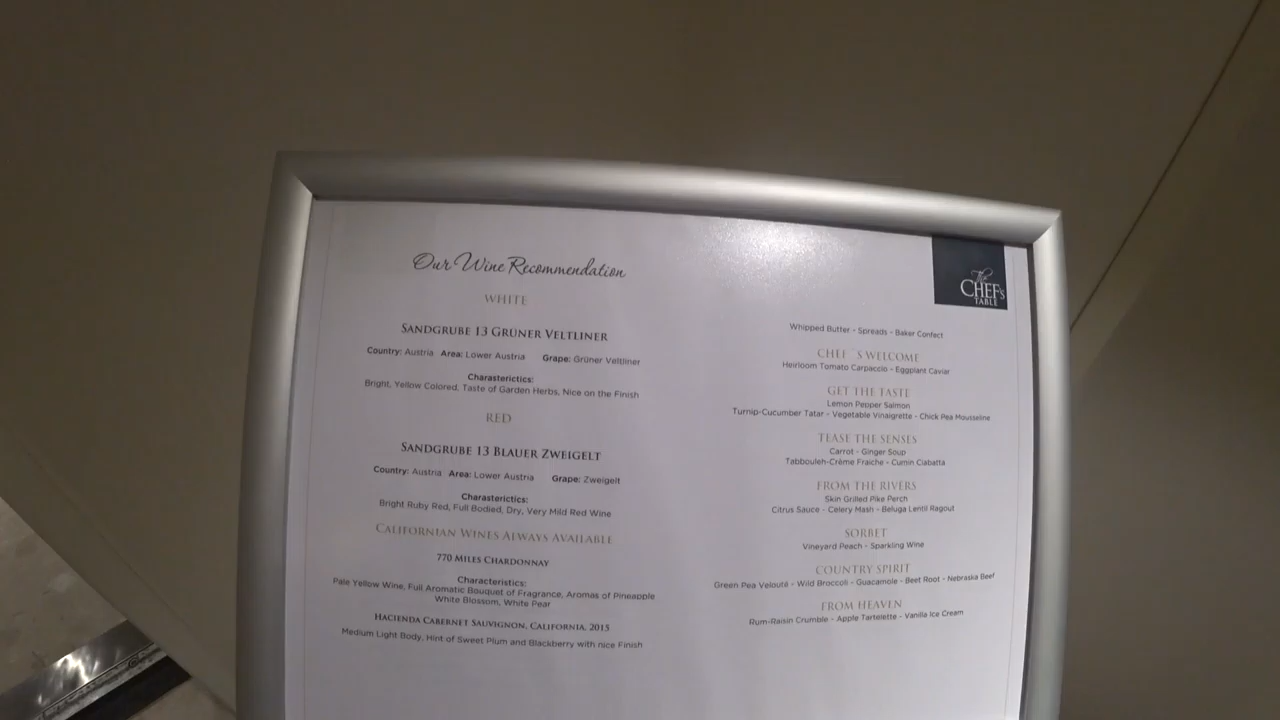 Our Wine Recommendation
WHITE
SANDGRUBE 13 GRÜNER VELTLINER
Country: Austria Area: Lower Austria Grape: Grüner Veltliner
Charasterictics:
Bright, Yellow Colored, Taste of Garden Herbs, Nice on the Finish
RED
SANDGRUBE 13 BLAUER ZWEIGELT
Country: Austria Area: Lower Austria Grape: Zweigelt
Charasterictics:
Bright Ruby Red, Full Bodied, Dry, Very Mild Red Wine
CALIFORNIAN WINES ALWAYS AVAILABLE
770 MILES CHARDONNAY
Characteristics:
Pale Yellow Wine, Full Aromatic Bouquet of Fragrance, Aromas of Pineapple
White Blossom, White Pear
HACIENDA CABERNET SAUVIGNON, CALIFORNIA, 2015
Medium Light Body, Hint of Sweet Plum and Blackberry with nice Finish
The
CHEF's
TABLE
Whipped Butter - Spreads - Baker Confect
CHEF´S WELCOME
Heirloom Tomato Carpaccio - Eggplant Caviar
GET THE TASTE
Lemon Pepper Salmon
Turnip-Cucumber Tatar - Vegetable Vinaigrette - Chick Pea Mousseline
TEASE THE SENSES
Carrot - Ginger Soup
Tabbouleh-Crème Fraiche - Cumin Ciabatta
FROM THE RIVERS
Skin Grilled Pike Perch
Citrus Sauce - Celery Mash - Beluga Lentil Ragout
SORBET
Vineyard Peach - Sparkling Wine
COUNTRY SPIRIT
Green Pea Velouté - Wild Broccoli - Guacamole - Beet Root - Nebraska Beef
FROM HEAVEN
Rum-Raisin Crumble - Apple Tartelette - Vanilla Ice Cream